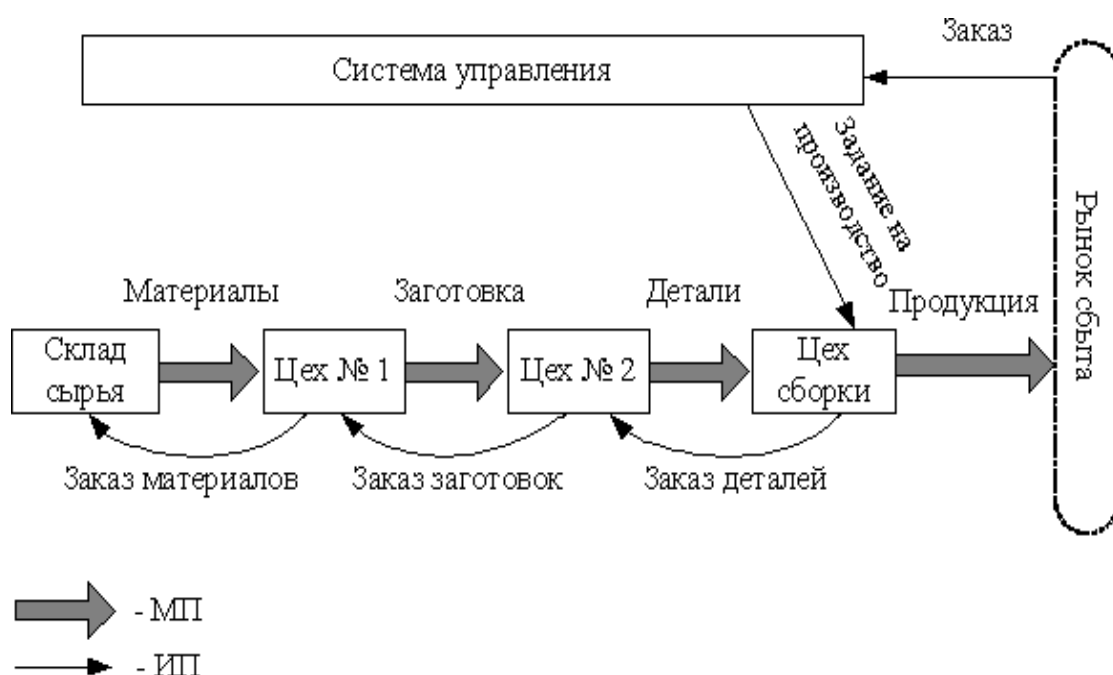 Заказ
Система управления
Задание на
производство
Рынок сбыта
Материалы
Заготовка
Детали
Продукция
Склад
сырья
Цех № 1
Цех № 2
Цех
сборки
Заказ материалов
Заказ заготовок
Заказ деталей
- МП
- ИП